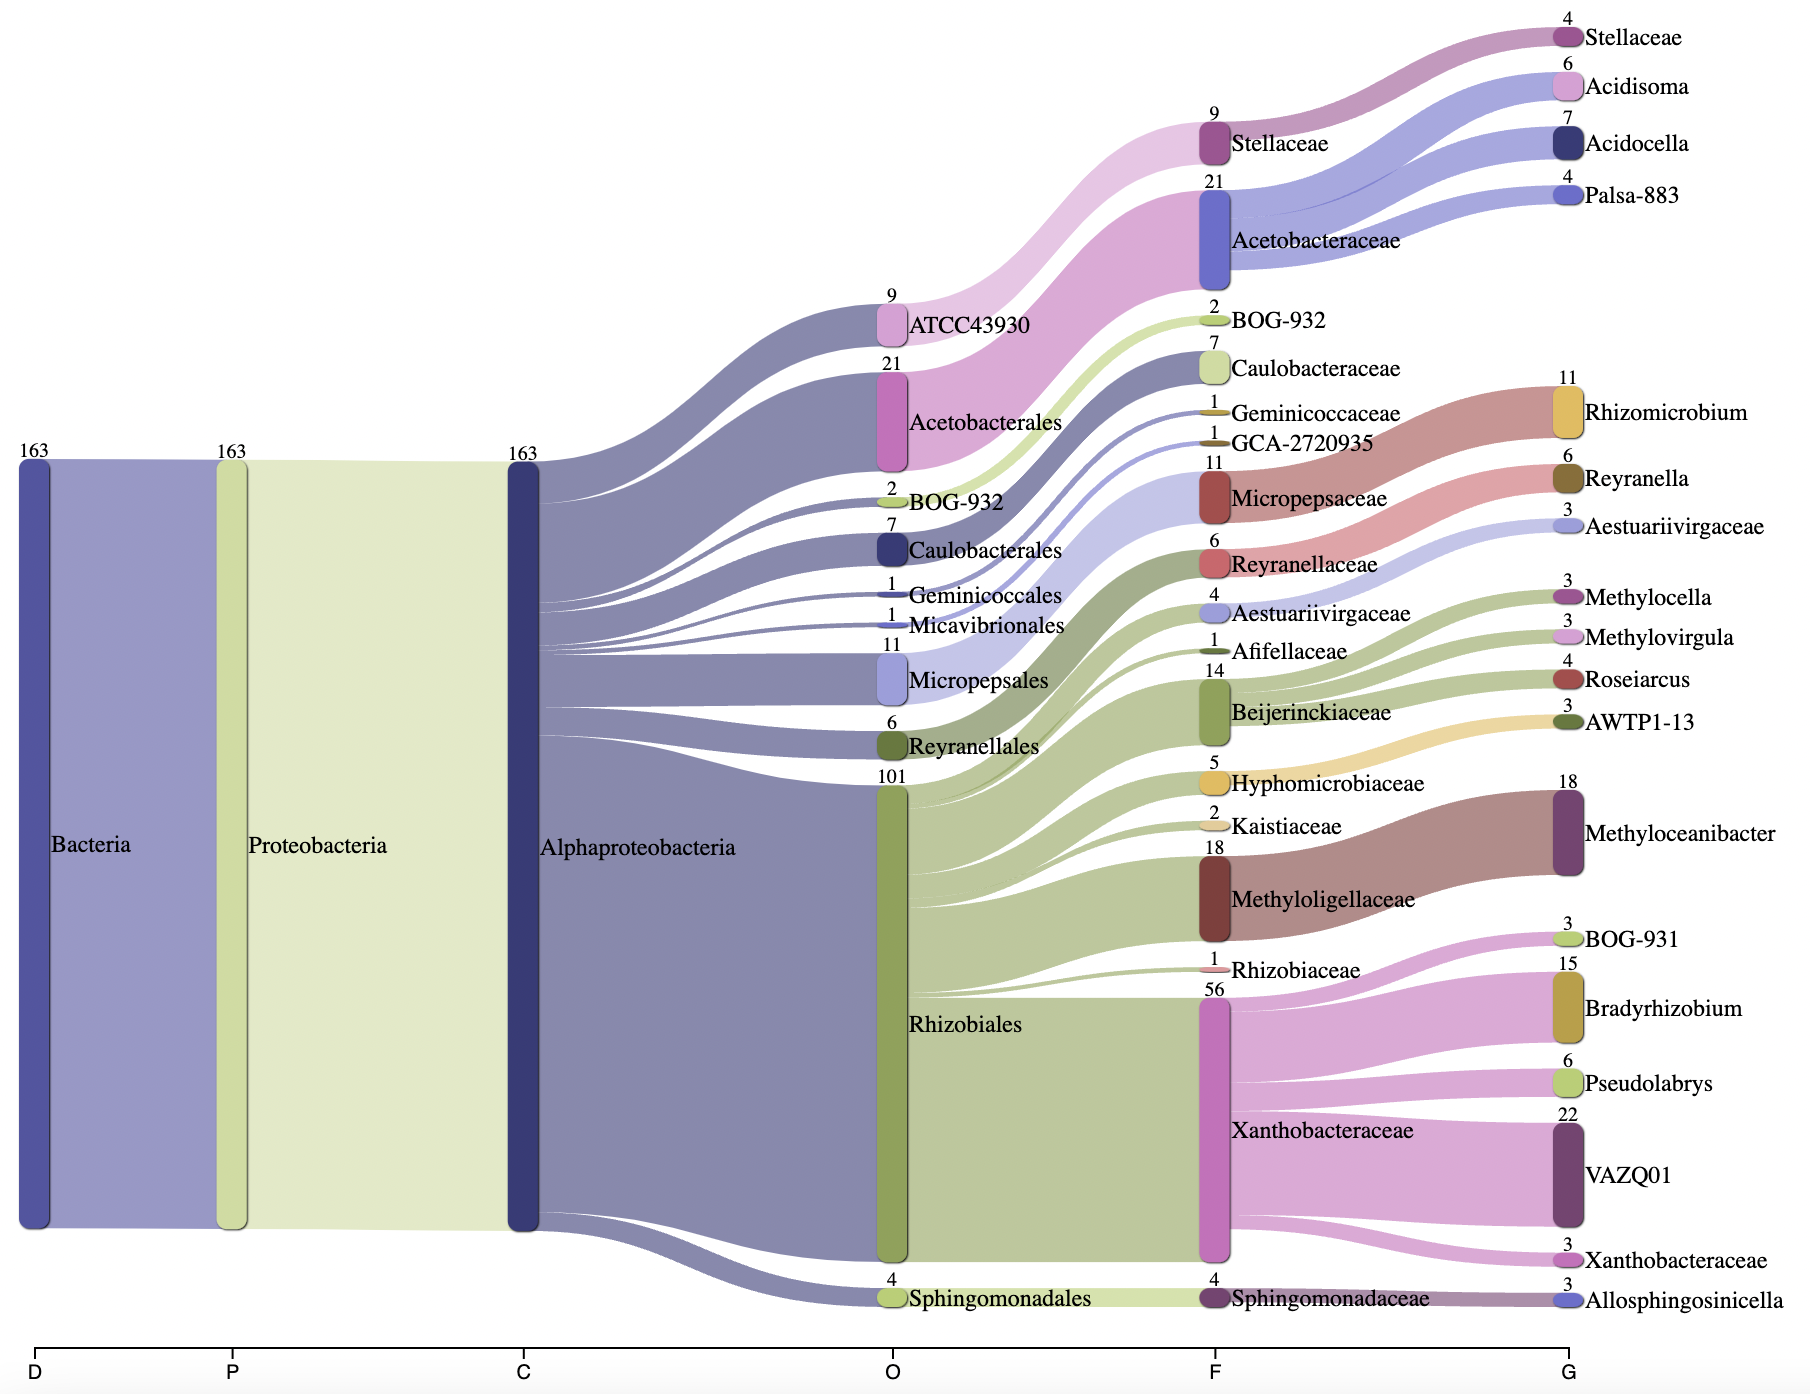 163
Bacteria
163
Proteobacteria
163
Alphaproteobacteria
9
ATCC43930
21
Acetobacterales
2
BOG-932
7
Caulobacterales
1
Geminicoccales
1
Micavibrionales
11
Micropepsales
6
Reyranellales
101
Rhizobiales
4
Sphingomonadales
9
Stellaceae
21
Acetobacteraceae
2
BOG-932
7
Caulobacteraceae
1
Geminicoccaceae
1
GCA-2720935
11
Micropepsaceae
6
Reyranellaceae
4
Aestuariivirgaceae
1
Afifellaceae
14
Beijerinckiaceae
5
Hyphomicrobiaceae
2
Kaistiaceae
18
Methyloligellaceae
1
Rhizobiaceae
56
Xanthobacteraceae
4
Sphingomonadaceae
4
Stellaceae
6
Acidisoma
7
Acidocella
4
Palsa-883
11
Rhizomicrobium
6
Reyranella
3
Aestuariivirgaceae
3
Methylocella
3
Methylovirgula
4
Roseiarcus
3
AWTP1-13
18
Methyloceanibacter
3
BOG-931
15
Bradyrhizobium
6
Pseudolabrys
22
VAZQ01
3
Xanthobacteraceae
3
Allosphingosinicella
D P C O F G